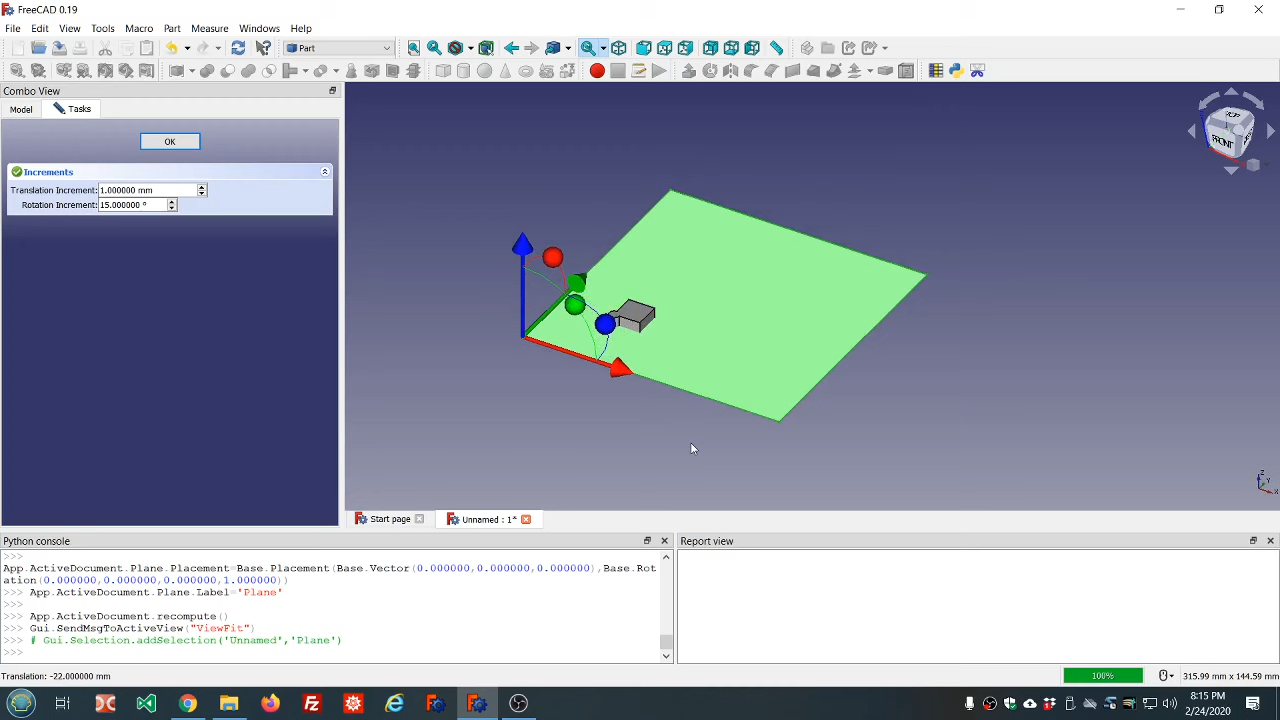 FreeCAD 0.19
File Edit View Tools Macro Part Measure Windows Help
Part
Combo View
Model Tasks
OK
Increments
Translation Increment: 1.000000 mm
Rotation Increment: 15.000000 °
TOP
FRONT
Z
Y
X
Start page Unnamed : 1*
Python console
Report view
>>>
App.ActiveDocument.Plane.Placement=Base.Placement(Base.Vector(0.000000,0.000000,0.000000),Base.Rot
ation(0.000000,0.000000,0.000000,1.000000))
>>> App.ActiveDocument.Plane.Label='Plane'
>>>
>>> App.ActiveDocument.recompute()
>>> Gui.SendMsgToActiveView("ViewFit")
>>> # Gui.Selection.addSelection('Unnamed','Plane')
>>>
Translation: -22.000000 mm
100%
315.99 mm x 144.59 mm
8:15 PM
2/24/2020